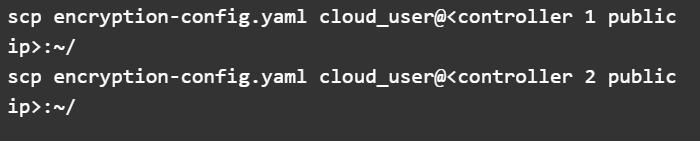 scp encryption-config.yaml cloud_user@<controller 1 public
ip>:~/
scp encryption-config.yaml cloud_user@<controller 2 public
ip>:~/